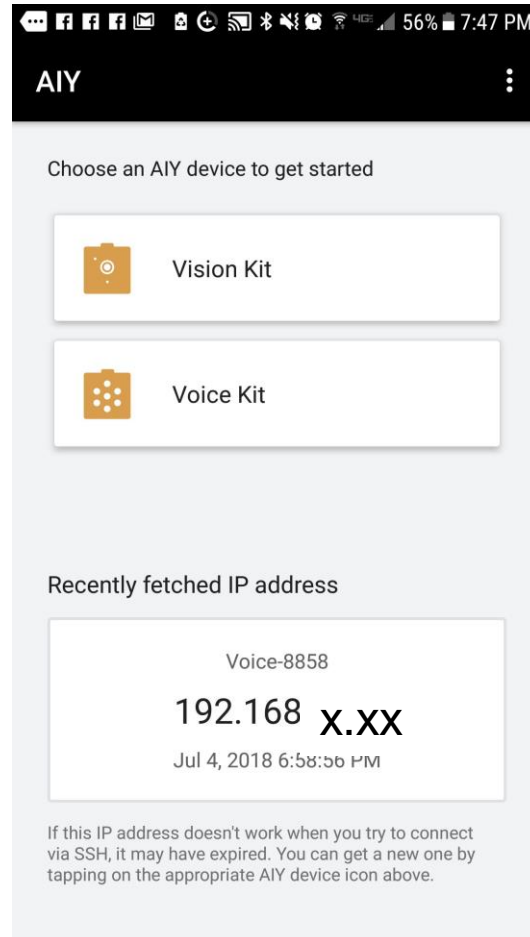 56% 7:47 PM
AIY
Choose an AIY device to get started
Vision Kit
Voice Kit
Recently fetched IP address
Voice-8858
192.168 x.xx
Jul 4, 2018 6:58:56 PM
If this IP address doesn't work when you try to connect
via SSH, it may have expired. You can get a new one by
tapping on the appropriate AIY device icon above.